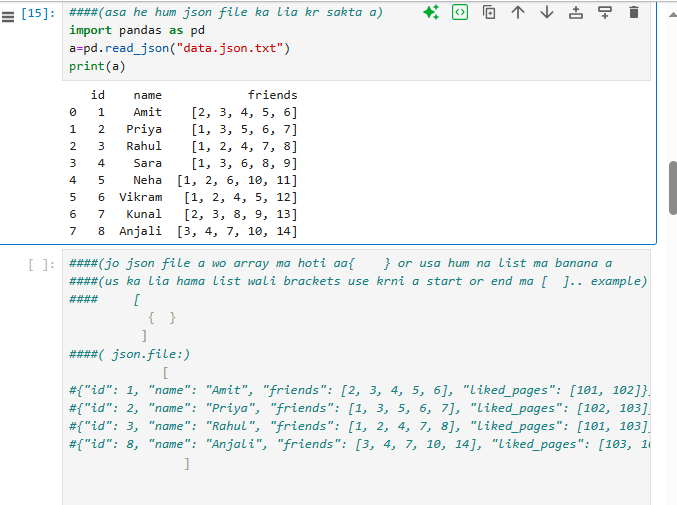 [15]: ####(asa he hum json file ka lia kr sakta a)
import pandas as pd
a=pd.read_json("data.json.txt")
print(a)
id name friends
0 1 Amit [2, 3, 4, 5, 6]
1 2 Priya [1, 3, 5, 6, 7]
2 3 Rahul [1, 2, 4, 7, 8]
3 4 Sara [1, 3, 6, 8, 9]
4 5 Neha [1, 2, 6, 10, 11]
5 6 Vikram [1, 2, 4, 5, 12]
6 7 Kunal [2, 3, 8, 9, 13]
7 8 Anjali [3, 4, 7, 10, 14]
[ ]: ####(jo json file a wo array ma hoti aa{ } or usa hum na list ma banana a
####(us ka lia hama list wali brackets use krni a start or end ma [ ].. example)
#### [
{ }
]
####( json.file:)
[
#{"id": 1, "name": "Amit", "friends": [2, 3, 4, 5, 6], "liked_pages": [101, 102]}
#{"id": 2, "name": "Priya", "friends": [1, 3, 5, 6, 7], "liked_pages": [102, 103]
#{"id": 3, "name": "Rahul", "friends": [1, 2, 4, 7, 8], "liked_pages": [101, 103]
#{"id": 8, "name": "Anjali", "friends": [3, 4, 7, 10, 14], "liked_pages": [103,
]